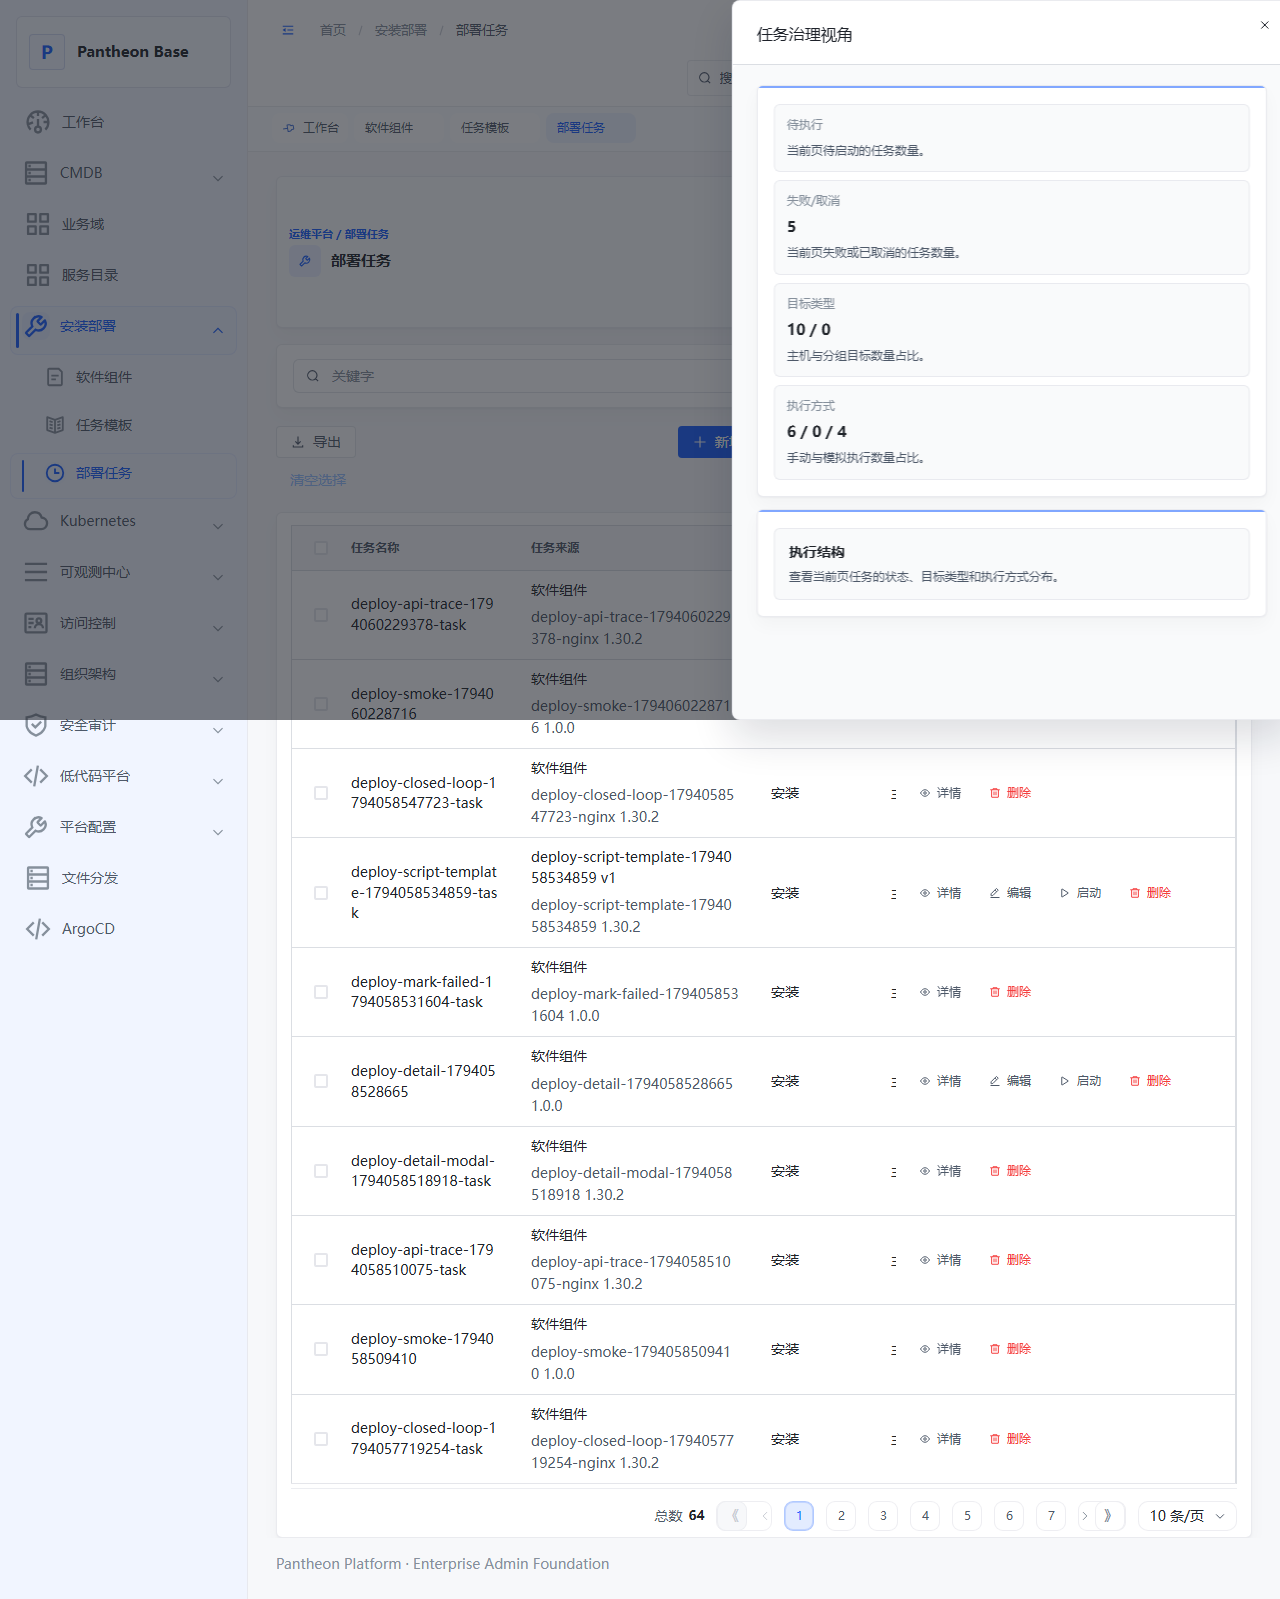 P Pantheon Base
工作台
CMDB
业务域
服务目录
安装部署
软件组件
任务模板
部署任务
Kubernetes
可观测中心
访问控制
组织架构
安全审计
低代码平台
平台配置
文件分发
ArgoCD
首页 / 安装部署 / 部署任务
搜
工作台 软件组件 任务模板 部署任务
运维平台 / 部署任务
部署任务
关键字
导出
清空选择
任务名称 任务来源
deploy-api-trace-179
4060229378-task
软件组件
deploy-api-trace-1794060229
378-nginx 1.30.2
deploy-smoke-17940
60228716
软件组件
deploy-smoke-179406022871
6 1.0.0
deploy-closed-loop-1
794058547723-task
软件组件
deploy-closed-loop-17940585
47723-nginx 1.30.2
安装
详情 删除
deploy-script-templat
e-1794058534859-tas
k
deploy-script-template-17940
58534859 v1
deploy-script-template-17940
58534859 1.30.2
安装
详情 编辑 启动 删除
deploy-mark-failed-1
794058531604-task
软件组件
deploy-mark-failed-179405853
1604 1.0.0
安装
详情 删除
deploy-detail-179405
8528665
软件组件
deploy-detail-1794058528665
1.0.0
安装
详情 编辑 启动 删除
deploy-detail-modal-
1794058518918-task
软件组件
deploy-detail-modal-1794058
518918 1.30.2
安装
详情 删除
deploy-api-trace-179
4058510075-task
软件组件
deploy-api-trace-1794058510
075-nginx 1.30.2
安装
详情 删除
deploy-smoke-17940
58509410
软件组件
deploy-smoke-179405850941
0 1.0.0
安装
详情 删除
deploy-closed-loop-1
794057719254-task
软件组件
deploy-closed-loop-17940577
19254-nginx 1.30.2
安装
详情 删除
总数 64 《 1 2 3 4 5 6 7 》 10 条/页
Pantheon Platform · Enterprise Admin Foundation
任务治理视角
待执行
当前页待启动的任务数量。
失败/取消
5
当前页失败或已取消的任务数量。
目标类型
10 / 0
主机与分组目标数量占比。
执行方式
6 / 0 / 4
手动与模拟执行数量占比。
执行结构
查看当前页任务的状态、目标类型和执行方式分布。